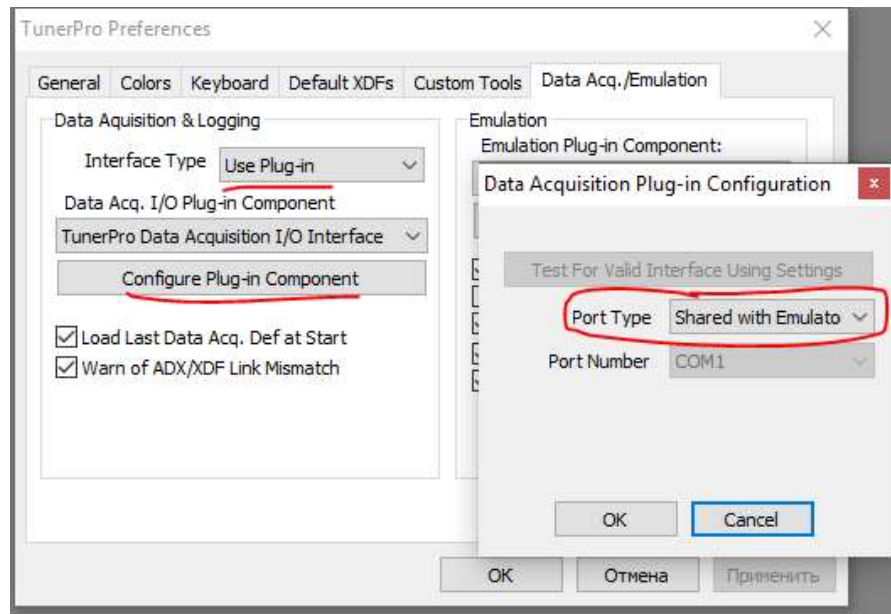 TunerPro Preferences
General Colors Keyboard Default XDFs Custom Tools Data Acq./Emulation
Data Aquisition & Logging
Interface Type Use Plug-in
Data Acq. I/O Plug-in Component
TunerPro Data Acquisition I/O Interface
Configure Plug-in Component
Load Last Data Acq. Def at Start
Warn of ADX/XDF Link Mismatch
Emulation
Emulation Plug-in Component:
Data Acquisition Plug-in Configuration
x
Test For Valid Interface Using Settings
Port Type Shared with Emulato
Port Number COM1
OK Cancel
OK Отмена Применить